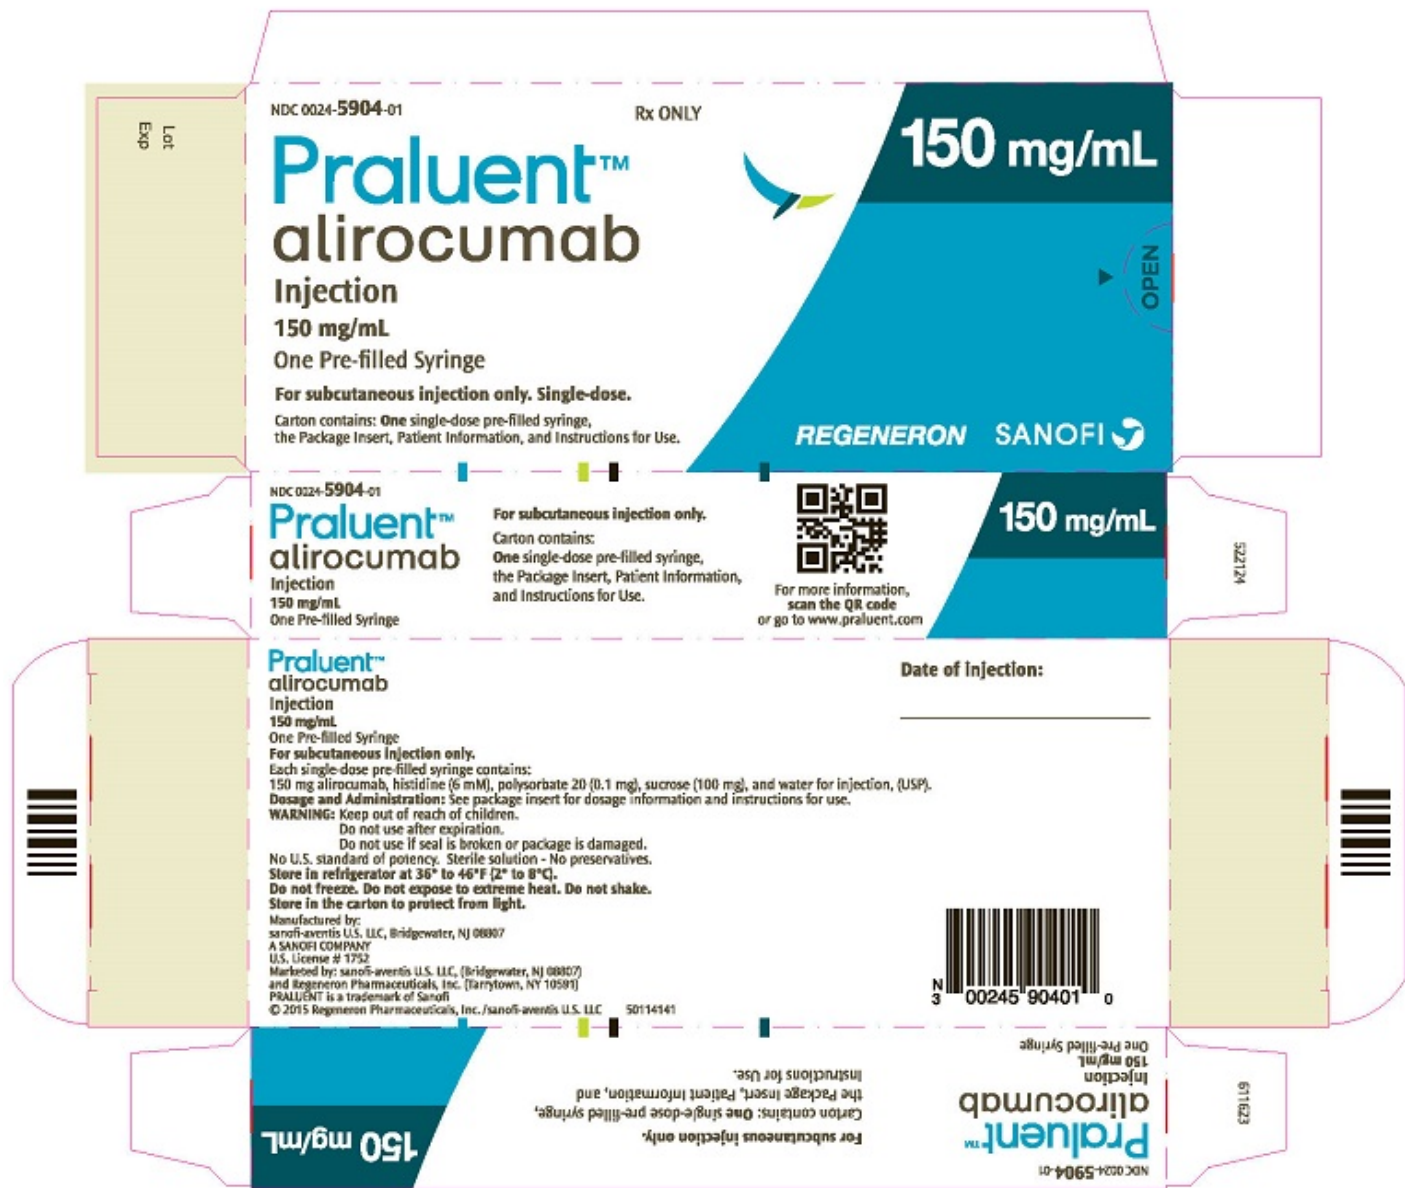 Lot
Exp
NDC 0024-5904-01
Rx ONLY
Praluent™
alirocumab
Injection
150 mg/mL
One Pre-filled Syringe
For subcutaneous injection only. Single-dose.
Carton contains: One single-dose pre-filled syringe,
the Package Insert, Patient Information, and Instructions for Use.
150 mg/mL
OPEN
REGENERON
SANOFI
NDC 0024-5904-01
Praluent™
alirocumab
Injection
150 mg/mL
One Pre-filled Syringe
For subcutaneous injection only.
Carton contains:
One single-dose pre-filled syringe,
the Package Insert, Patient Information,
and Instructions for Use.
For more information,
scan the QR code
or go to www.praluent.com
150 mg/mL
522124
Praluent™
alirocumab
Injection
150 mg/mL
One Pre-filled Syringe
For subcutaneous injection only.
Each single-dose pre-filled syringe contains:
150 mg alirocumab, histidine (6 mM), polysorbate 20 (0.1 mg), sucrose (100 mg), and water for injection, (USP).
Dosage and Administration: See package insert for dosage information and instructions for use.
WARNING: Keep out of reach of children.
Do not use after expiration.
Do not use if seal is broken or package is damaged.
No U.S. standard of potency. Sterile solution - No preservatives.
Store in refrigerator at 36° to 46°F (2° to 8°C).
Do not freeze. Do not expose to extreme heat. Do not shake.
Store in the carton to protect from light.
Manufactured by:
sanofi-aventis U.S. LLC, Bridgewater, NJ 08807
A SANOFI COMPANY
U.S. License # 1752
Marketed by: sanofi-aventis U.S. LLC, (Bridgewater, NJ 08807)
and Regeneron Pharmaceuticals, Inc. (Tarrytown, NY 10591)
PRALUENT is a trademark of Sanofi
© 2015 Regeneron Pharmaceuticals, Inc./sanofi-aventis U.S. LLC 50114141
Date of injection:
N
3 00245 90401 0
NDC 0024-5904-01
Praluent™
alirocumab
Injection
150 mg/mL
One Pre-filled Syringe
For subcutaneous injection only.
Carton contains: One single-dose pre-filled syringe,
the Package Insert, Patient Information, and
Instructions for Use.
150 mg/mL
611623